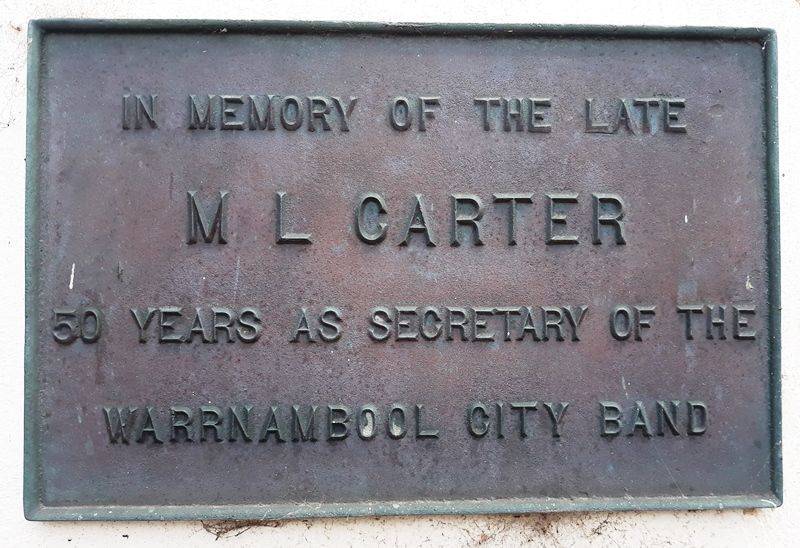 IN MEMORY OF THE LATE
M L CARTER
50 YEARS AS SECRETARY OF THE
WARRNAMBOOL CITY BAND